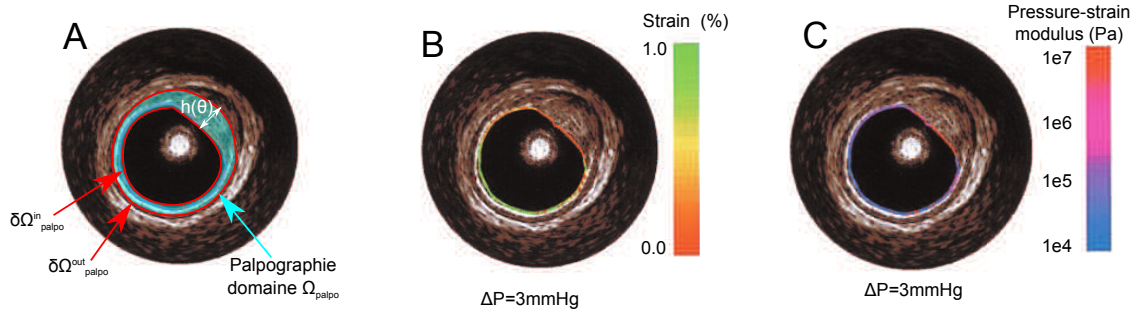 A
h(θ)
δΩ^in_palpo
δΩ^out_palpo
Palpographie
domaine Ω_palpo
B
Strain (%)
1.0
0.0
ΔP=3mmHg
C
Pressure-strain
modulus (Pa)
1e7
1e6
1e5
1e4
ΔP=3mmHg